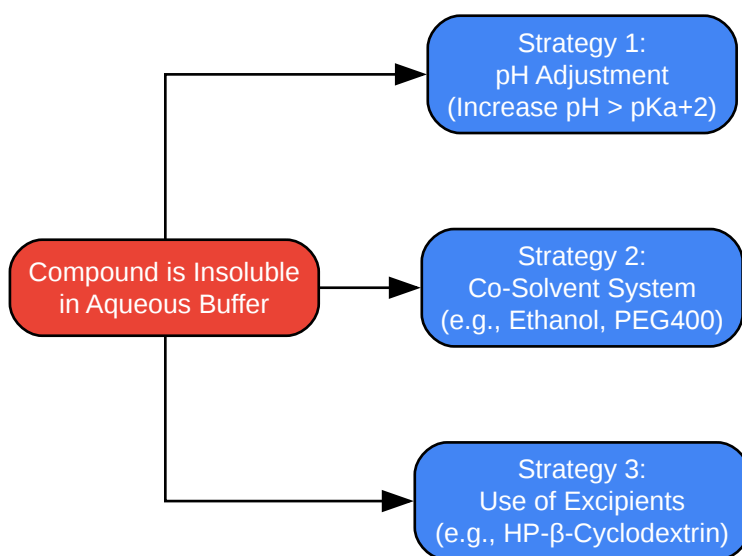 Strategy 1:
pH Adjustment
(Increase pH > pKa+2)
Compound is Insoluble
in Aqueous Buffer
Strategy 2:
Co-Solvent System
(e.g., Ethanol, PEG400)
Strategy 3:
Use of Excipients
(e.g., HP-β-Cyclodextrin)